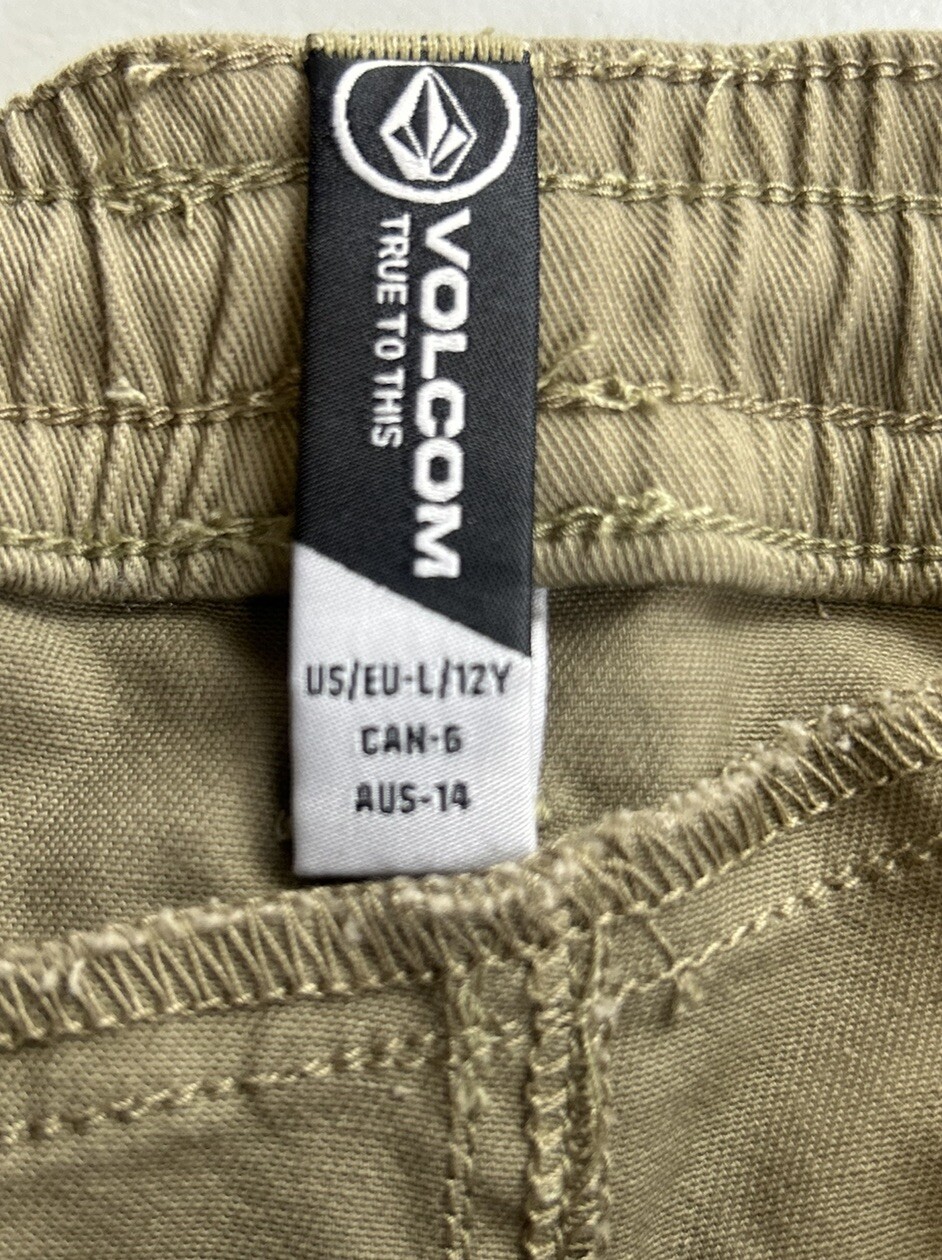 VOLCOM
TRUE TO THIS
US/EU-L/12Y
CAN-G
AUS-14